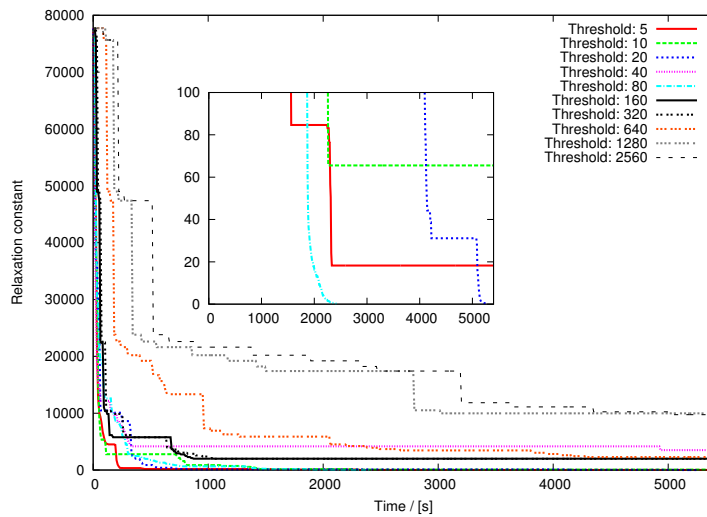 80000
70000
60000
50000
40000
30000
20000
10000
0
Relaxation constant
0 1000 2000 3000 4000 5000
Time / [s]
Threshold: 5
Threshold: 10
Threshold: 20
Threshold: 40
Threshold: 80
Threshold: 160
Threshold: 320
Threshold: 640
Threshold: 1280
Threshold: 2560
100
80
60
40
20
0
0 1000 2000 3000 4000 5000